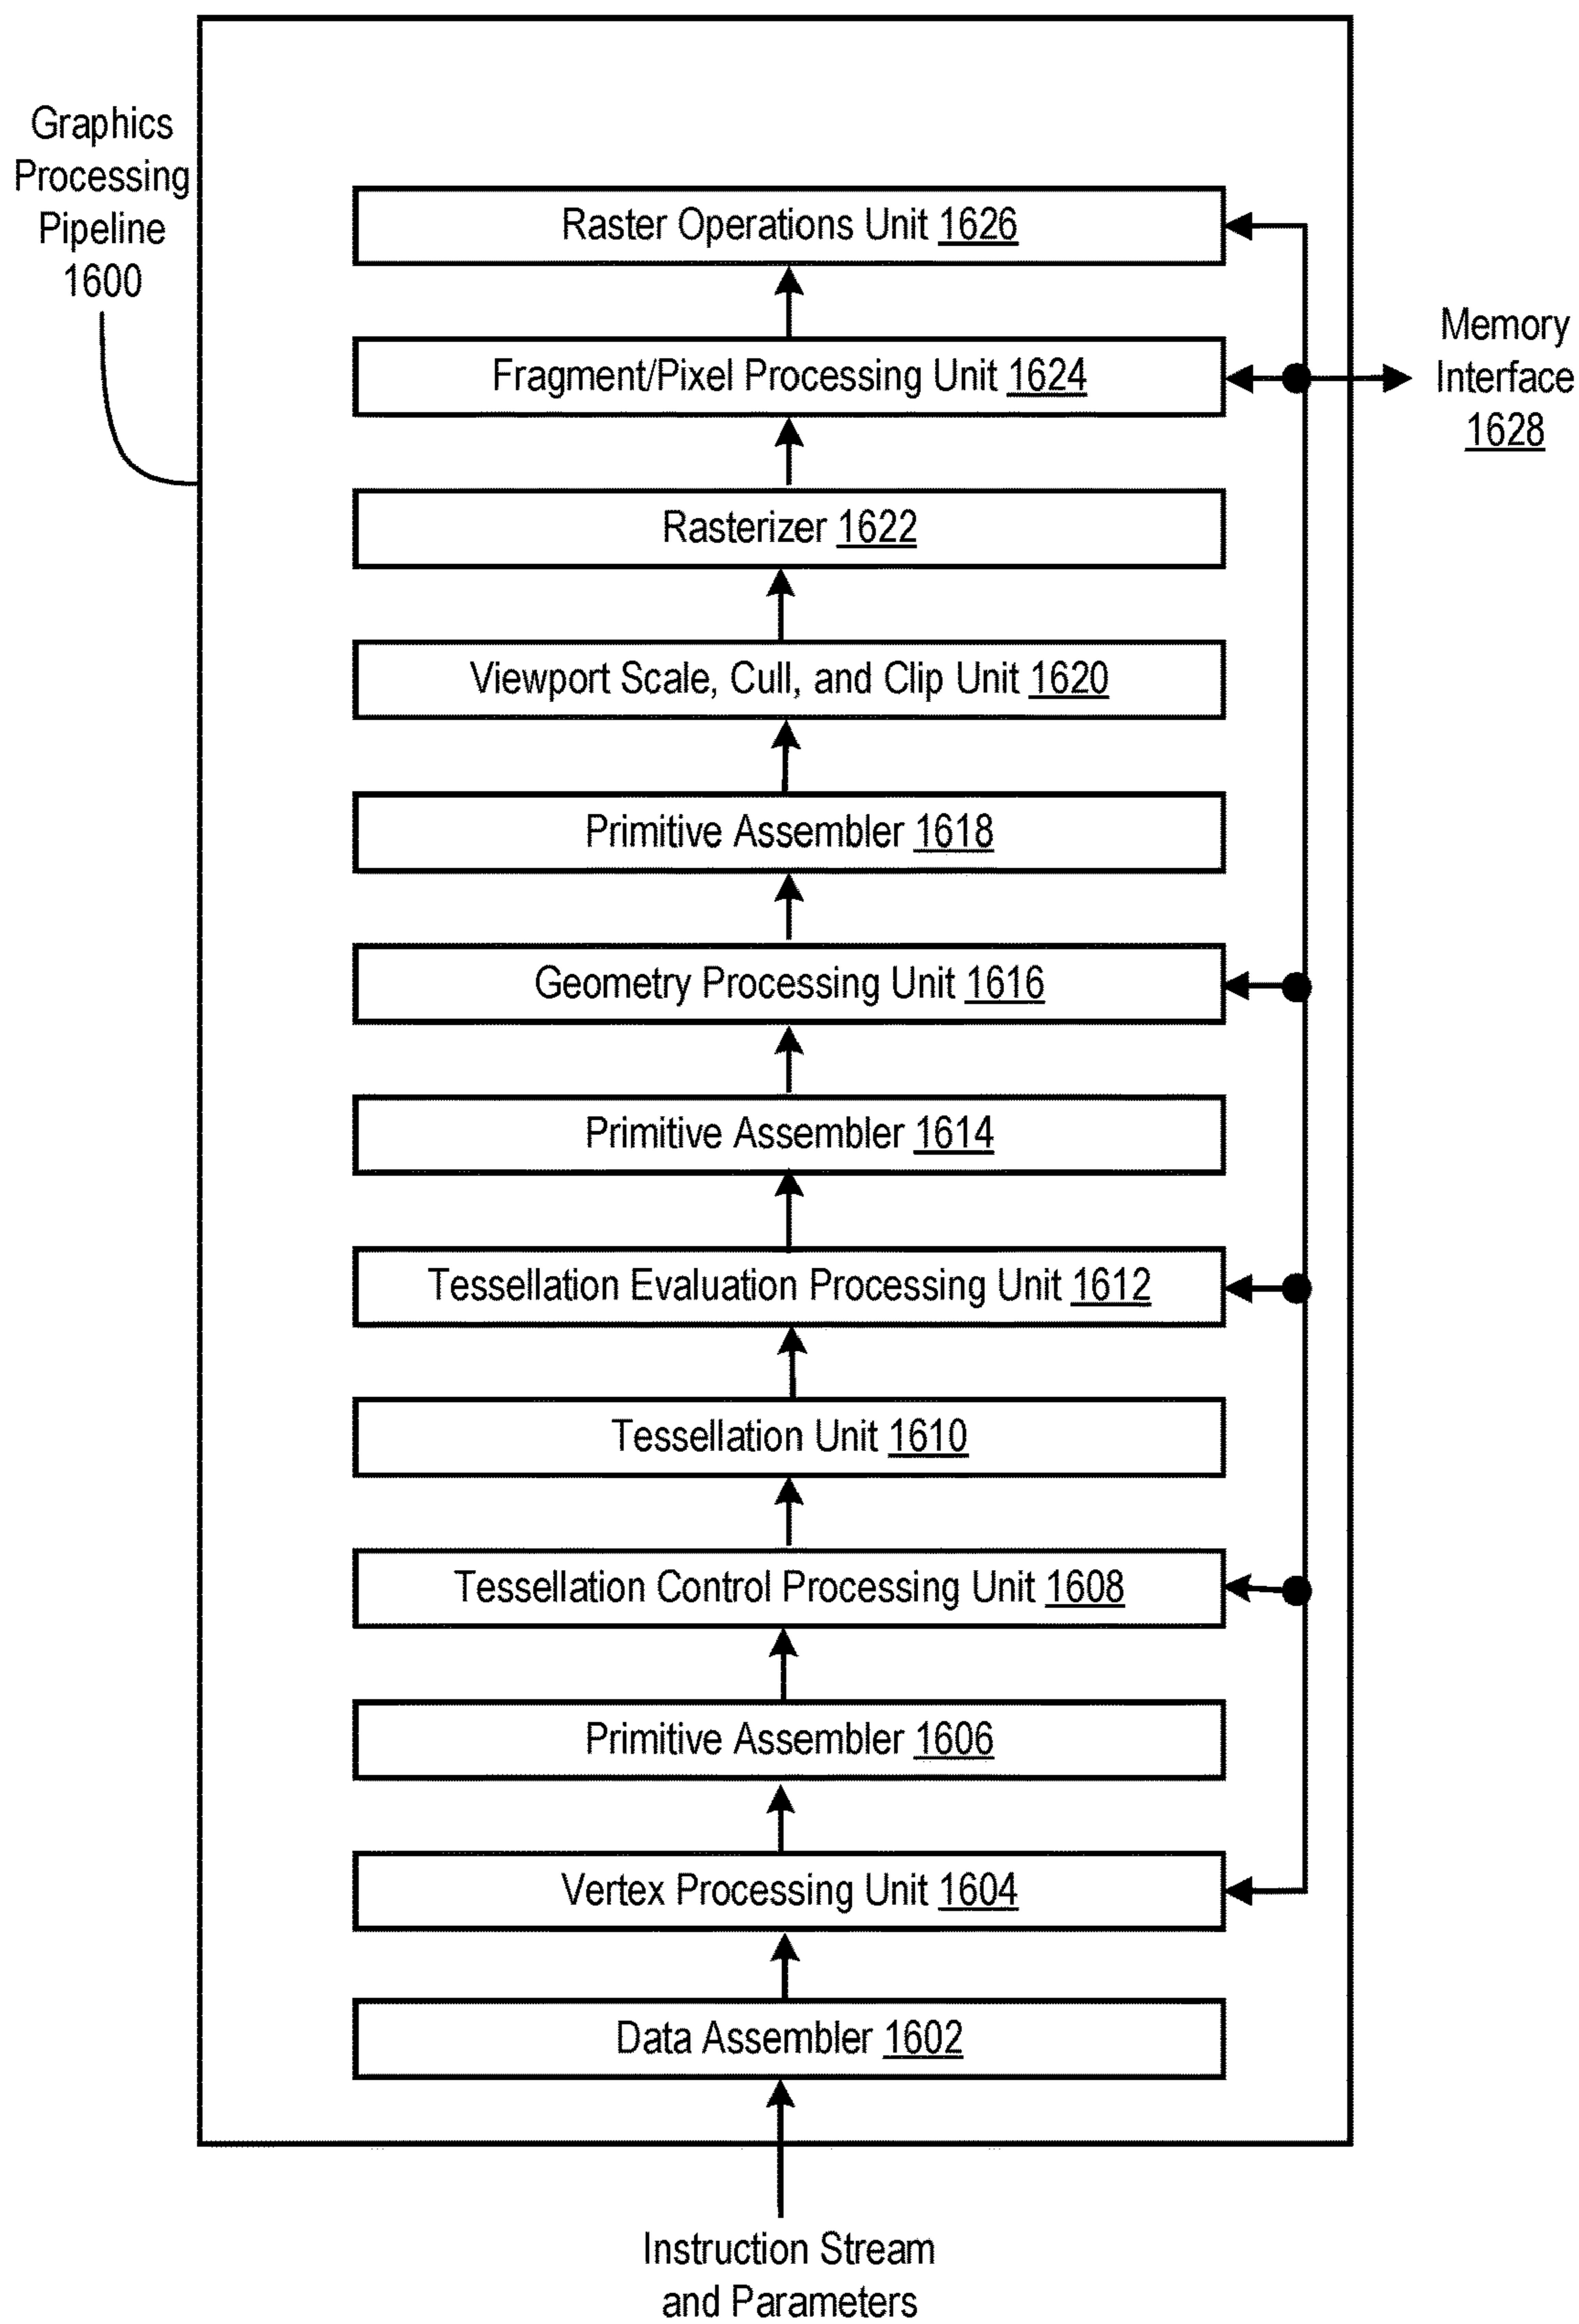 Graphics
Processing
Pipeline
1600
Raster Operations Unit 1626
Fragment/Pixel Processing Unit 1624
Memory
Interface
1628
Rasterizer 1622
Viewport Scale, Cull, and Clip Unit 1620
Primitive Assembler 1618
Geometry Processing Unit 1616
Primitive Assembler 1614
Tessellation Evaluation Processing Unit 1612
Tessellation Unit 1610
Tessellation Control Processing Unit 1608
Primitive Assembler 1606
Vertex Processing Unit 1604
Data Assembler 1602
Instruction Stream
and Parameters